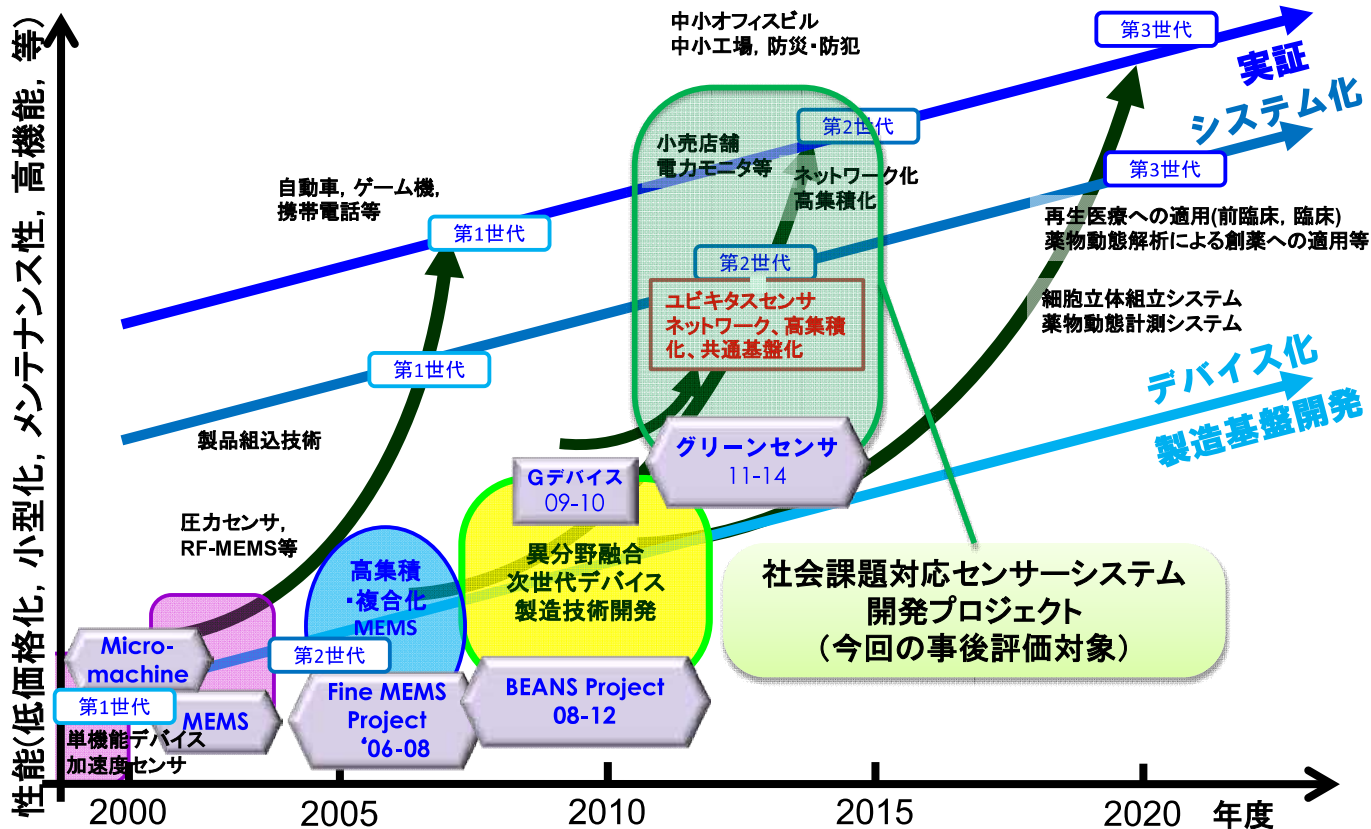 性能(低価格化, 小型化, メンテナンス性, 高機能, 等)
中小オフィスビル
中小工場, 防災・防犯
第3世代
実証
システム化
第2世代
小売店舗
電力モニタ等
ネットワーク化
高集積化
第3世代
自動車, ゲーム機,
携帯電話等
第1世代
再生医療への適用(前臨床, 臨床)
薬物動態解析による創薬への適用等
第2世代
ユビキタスセンサ
ネットワーク、高集積
化、共通基盤化
細胞立体組立システム
薬物動態計測システム
第1世代
デバイス化
製造基盤開発
製品組込技術
グリーンセンサ
11-14
Gデバイス
09-10
圧力センサ,
RF-MEMS等
高集積
・複合化
MEMS
異分野融合
次世代デバイス
製造技術開発
社会課題対応センサーシステム
開発プロジェクト
(今回の事後評価対象)
Micro-
machine
第2世代
第1世代
MEMS
Fine MEMS
Project
‘06-08
BEANS Project
08-12
単機能デバイス
加速度センサ
2000
2005
2010
2015
2020
年度